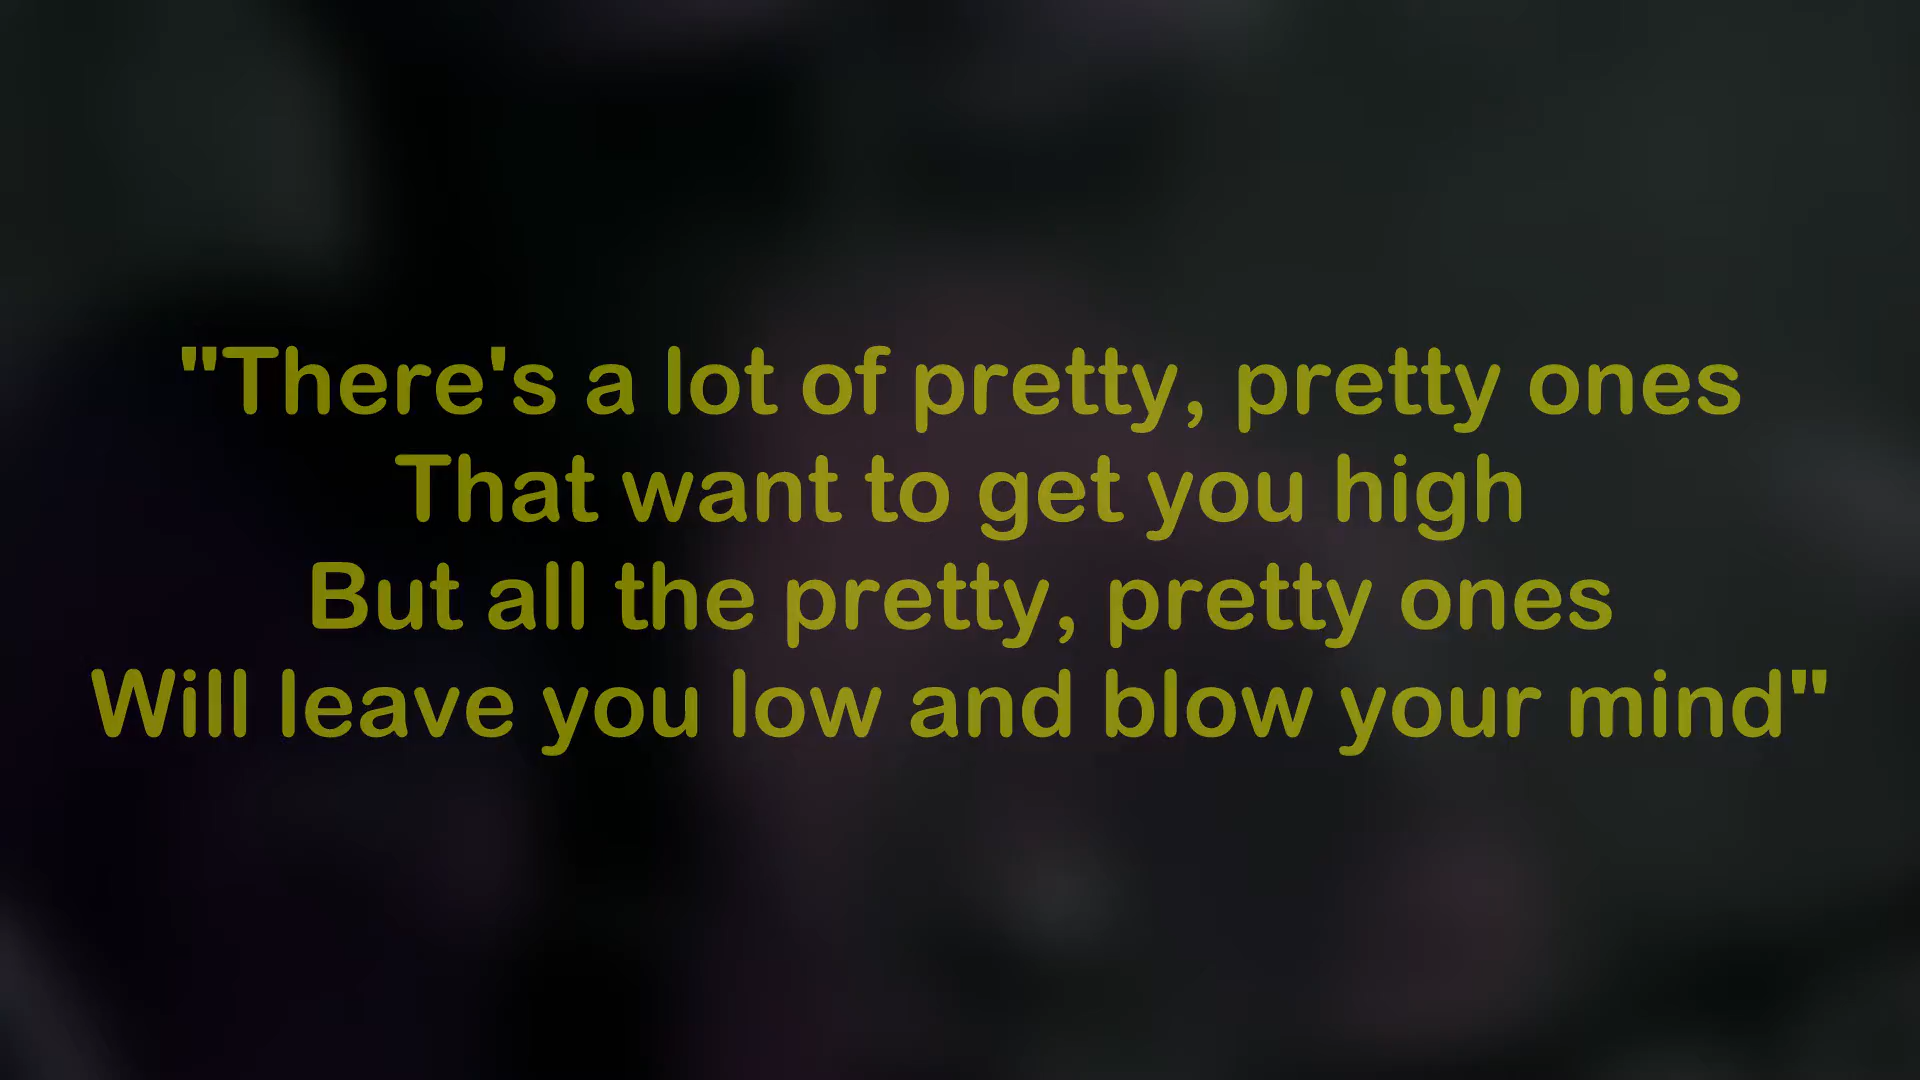 "There's a lot of pretty, pretty ones
That want to get you high
But all the pretty, pretty ones
Will leave you low and blow your mind"